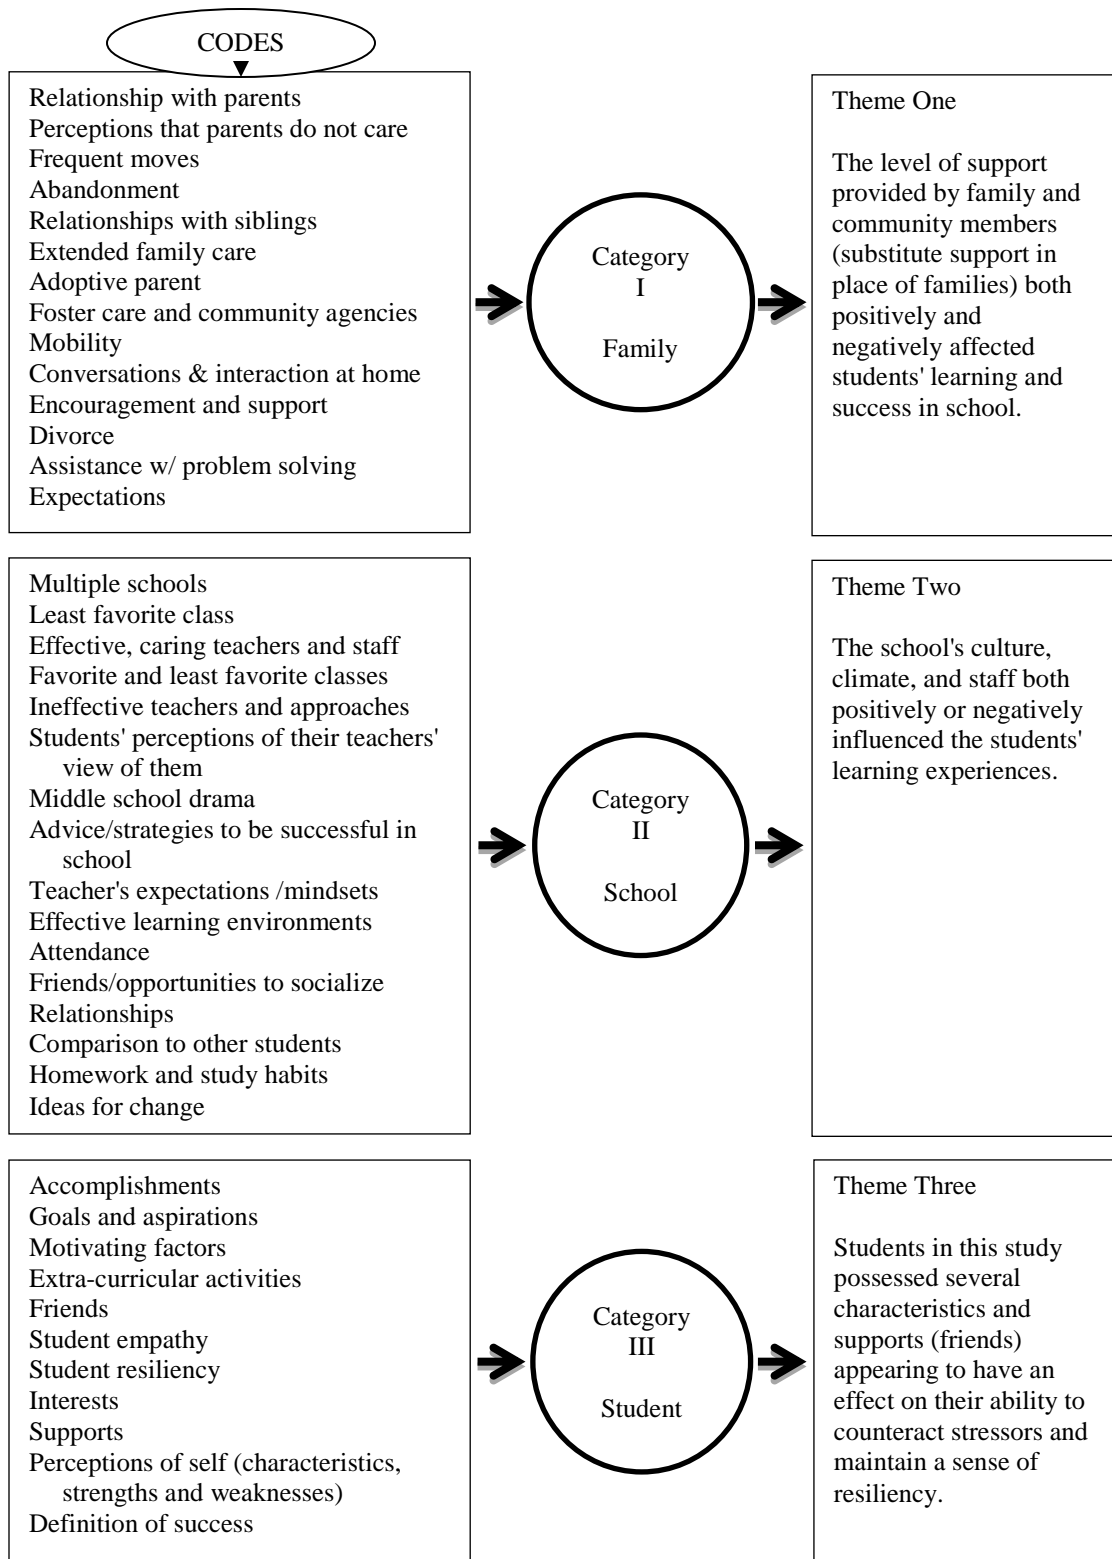 CODES
Relationship with parents
Perceptions that parents do not care
Frequent moves
Abandonment
Relationships with siblings
Extended family care
Adoptive parent
Foster care and community agencies
Mobility
Conversations & interaction at home
Encouragement and support
Divorce
Assistance w/ problem solving
Expectations
Category
I
Family
Theme One
The level of support
provided by family and
community members
(substitute support in
place of families) both
positively and
negatively affected
students' learning and
success in school.
Multiple schools
Least favorite class
Effective, caring teachers and staff
Favorite and least favorite classes
Ineffective teachers and approaches
Students' perceptions of their teachers'
view of them
Middle school drama
Advice/strategies to be successful in
school
Teacher's expectations /mindsets
Effective learning environments
Attendance
Friends/opportunities to socialize
Relationships
Comparison to other students
Homework and study habits
Ideas for change
Category
II
School
Theme Two
The school's culture,
climate, and staff both
positively or negatively
influenced the students'
learning experiences.
Accomplishments
Goals and aspirations
Motivating factors
Extra-curricular activities
Friends
Student empathy
Student resiliency
Interests
Supports
Perceptions of self (characteristics,
strengths and weaknesses)
Definition of success
Category
III
Student
Theme Three
Students in this study
possessed several
characteristics and
supports (friends)
appearing to have an
effect on their ability to
counteract stressors and
maintain a sense of
resiliency.